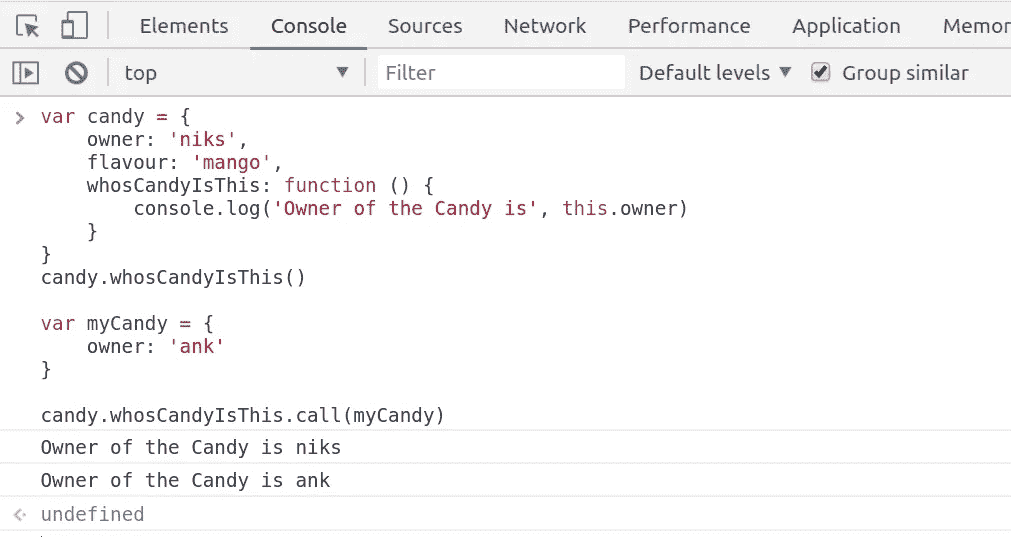 Elements Console Sources Network Performance Application Memor
top Filter Default levels Group similar
var candy = {
    owner: 'niks',
    flavour: 'mango',
    whosCandyIsThis: function () {
        console.log('Owner of the Candy is', this.owner)
    }
}
candy.whosCandyIsThis()
var myCandy = {
    owner: 'ank'
}
candy.whosCandyIsThis.call(myCandy)
Owner of the Candy is niks
Owner of the Candy is ank
undefined